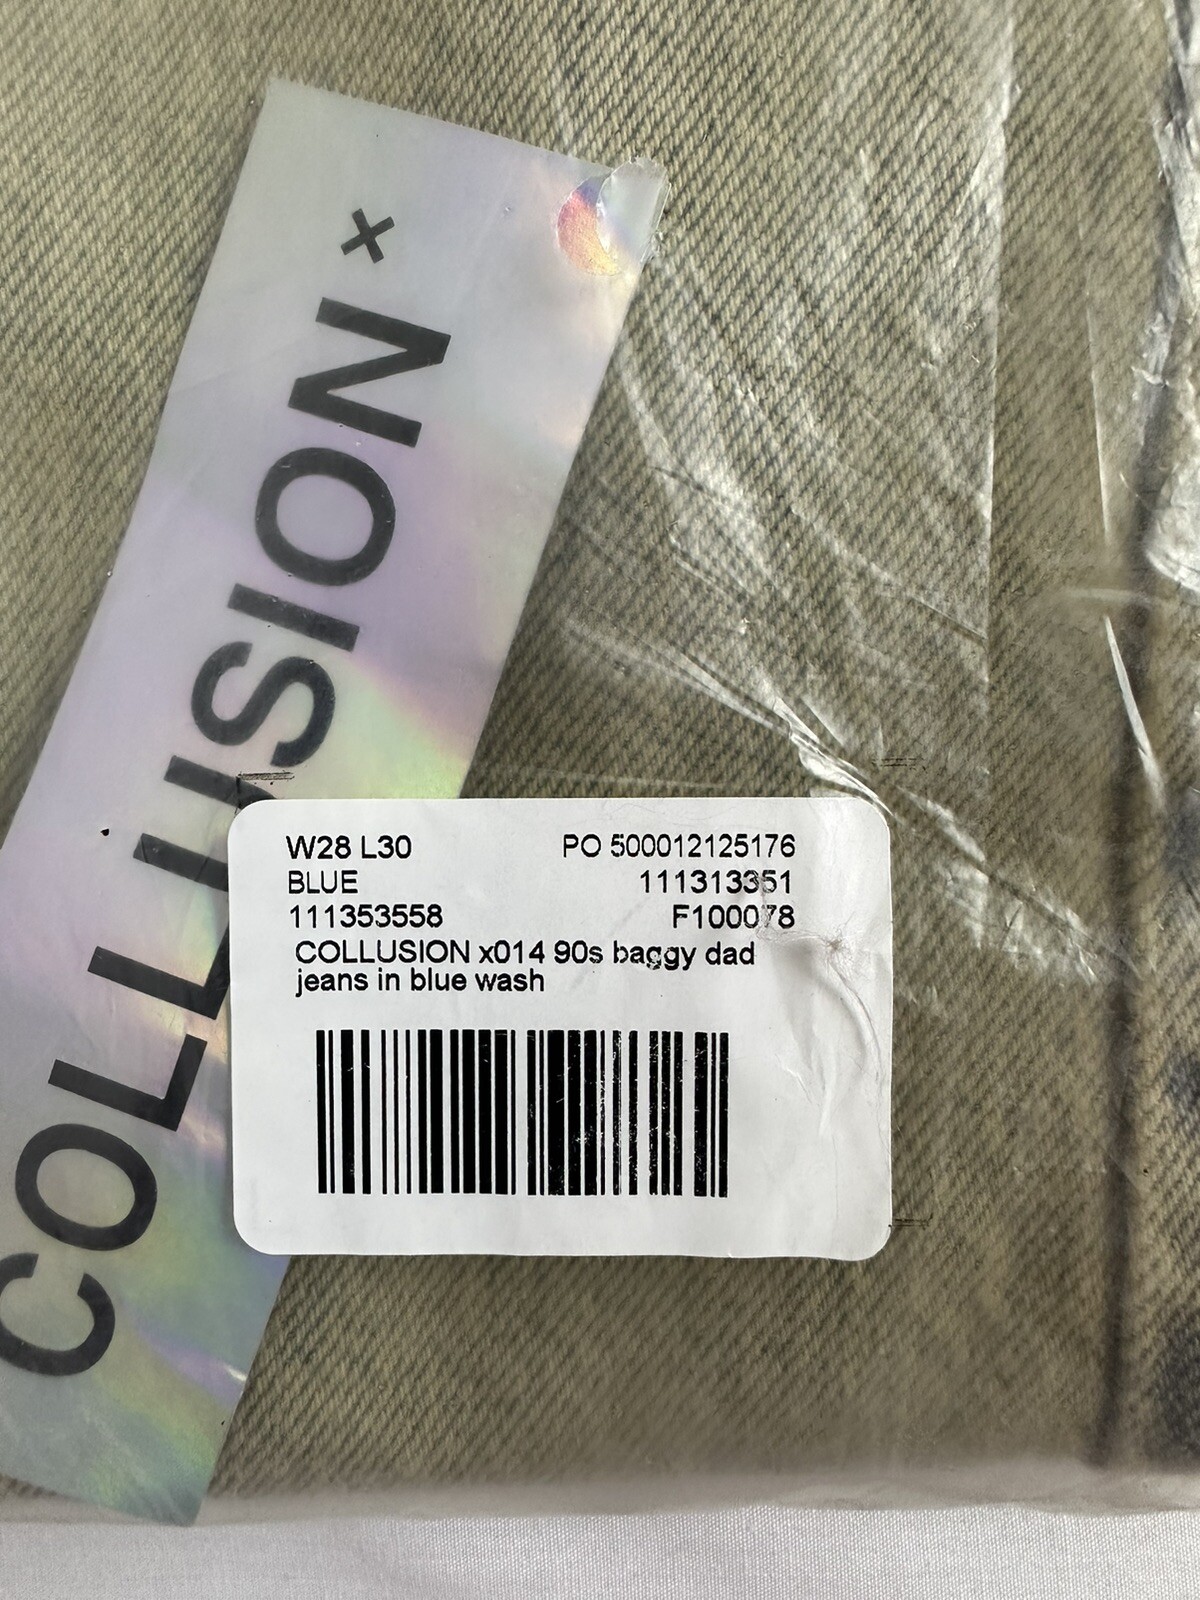 COLLUSION x
W28 L30 PO 500012125176
BLUE 111313351
111353558 F100078
COLLUSION x014 90s baggy dad
jeans in blue wash